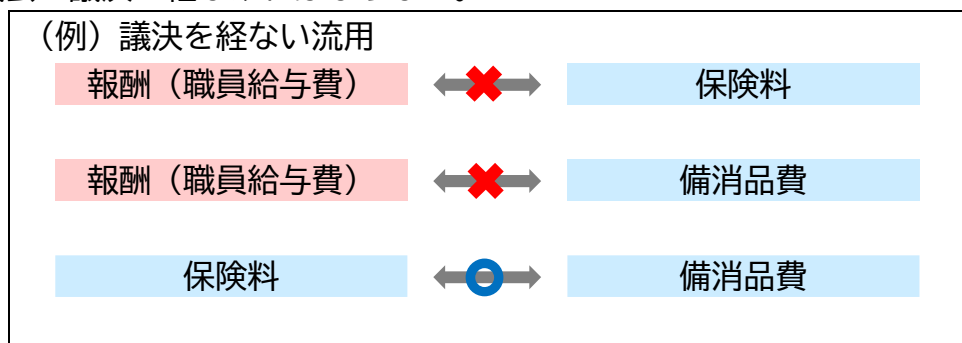 （例）議決を経ない流用
報酬（職員給与費） 保険料
報酬（職員給与費） 備消品費
保険料 備消品費